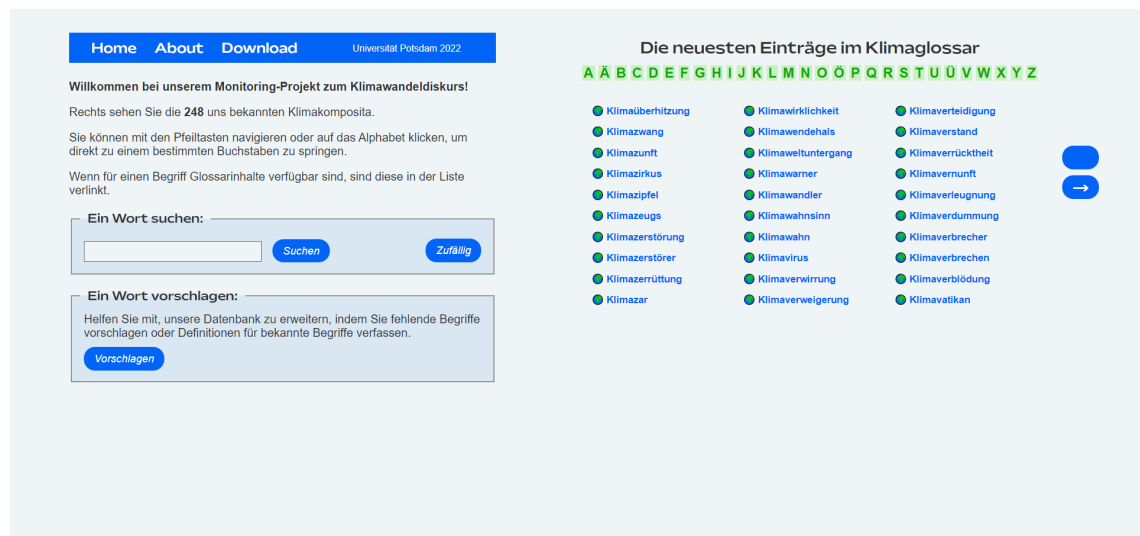 Home About Download Universität Potsdam 2022
Willkommen bei unserem Monitoring-Projekt zum Klimawandeldiskurs!
Rechts sehen Sie die 248 uns bekannten Klimakomposita.
Sie können mit den Pfeiltasten navigieren oder auf das Alphabet klicken, um
direkt zu einem bestimmten Buchstaben zu springen.
Wenn für einen Begriff Glossarinhalte verfügbar sind, sind diese in der Liste
verlinkt.
Ein Wort suchen:
Suchen Zufällig
Ein Wort vorschlagen:
Helfen Sie mit, unsere Datenbank zu erweitern, indem Sie fehlende Begriffe
vorschlagen oder Definitionen für bekannte Begriffe verfassen.
Vorschlagen
Die neuesten Einträge im Klimaglossar
A Ä B C D E F G H I J K L M N O Ö P Q R S T U Ü V W X Y Z
Klimaüberhitzung
Klimazwang
Klimazunft
Klimazirkus
Klimazipfel
Klimazeugs
Klimazerstörung
Klimazerstörer
Klimazerrüttung
Klimazar
Klimawirklichkeit
Klimawendehals
Klimaweltuntergang
Klimawarner
Klimawandler
Klimawahnsinn
Klimawahn
Klimavirus
Klimaverwirrung
Klimaverweigerung
Klimaverteidigung
Klimaverstand
Klimaverrücktheit
Klimavernunft
Klimaverleugnung
Klimaverdummung
Klimaverbrecher
Klimaverbrechen
Klimaverblödung
Klimavatikan
→